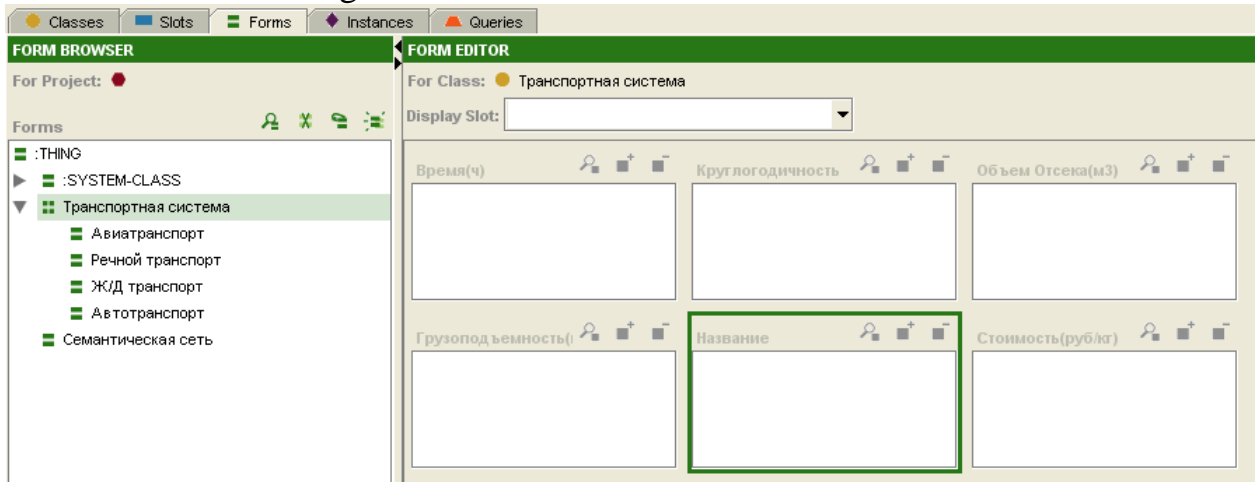 Classes Slots Forms Instances Queries
FORM BROWSER
For Project:
Forms
:THING
:SYSTEM-CLASS
Транспортная система
Авиатранспорт
Речной транспорт
Ж/Д транспорт
Автотранспорт
Семантическая сеть
FORM EDITOR
For Class: Транспортная система
Display Slot:
Время(ч) Круглогодичность Объем Отсека(м3)
Грузоподъемность( Название Стоимость(руб/кг)